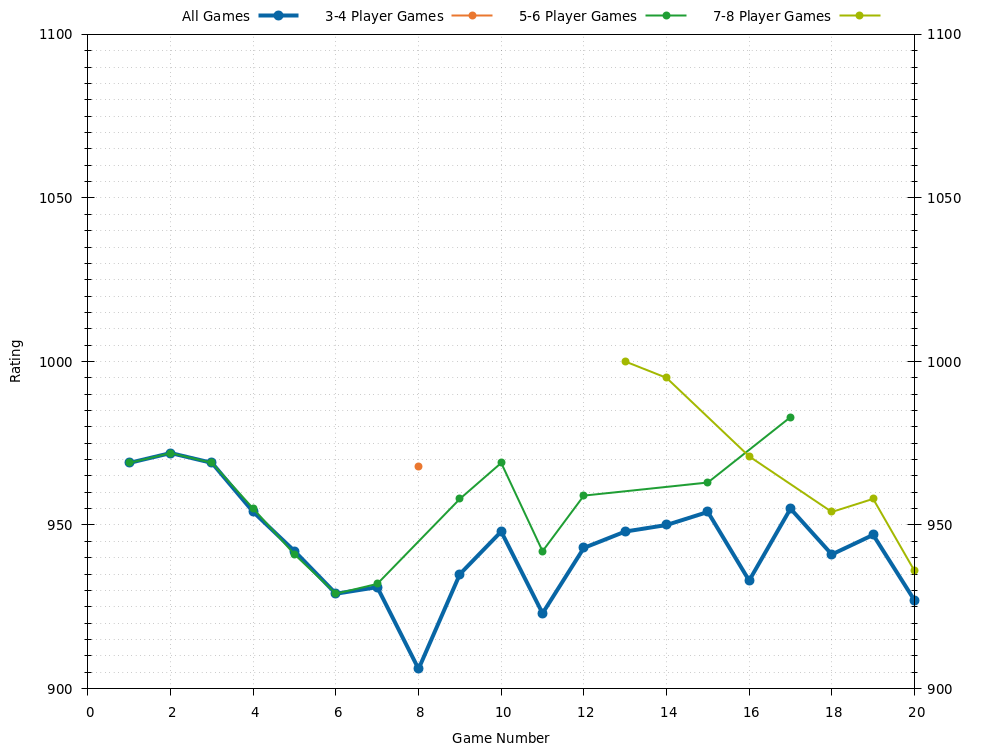 All Games 3-4 Player Games 5-6 Player Games 7-8 Player Games
1100 1100
1050 1050
1000 1000
950 950
900 900
Rating
0 2 4 6 8 10 12 14 16 18 20
Game Number